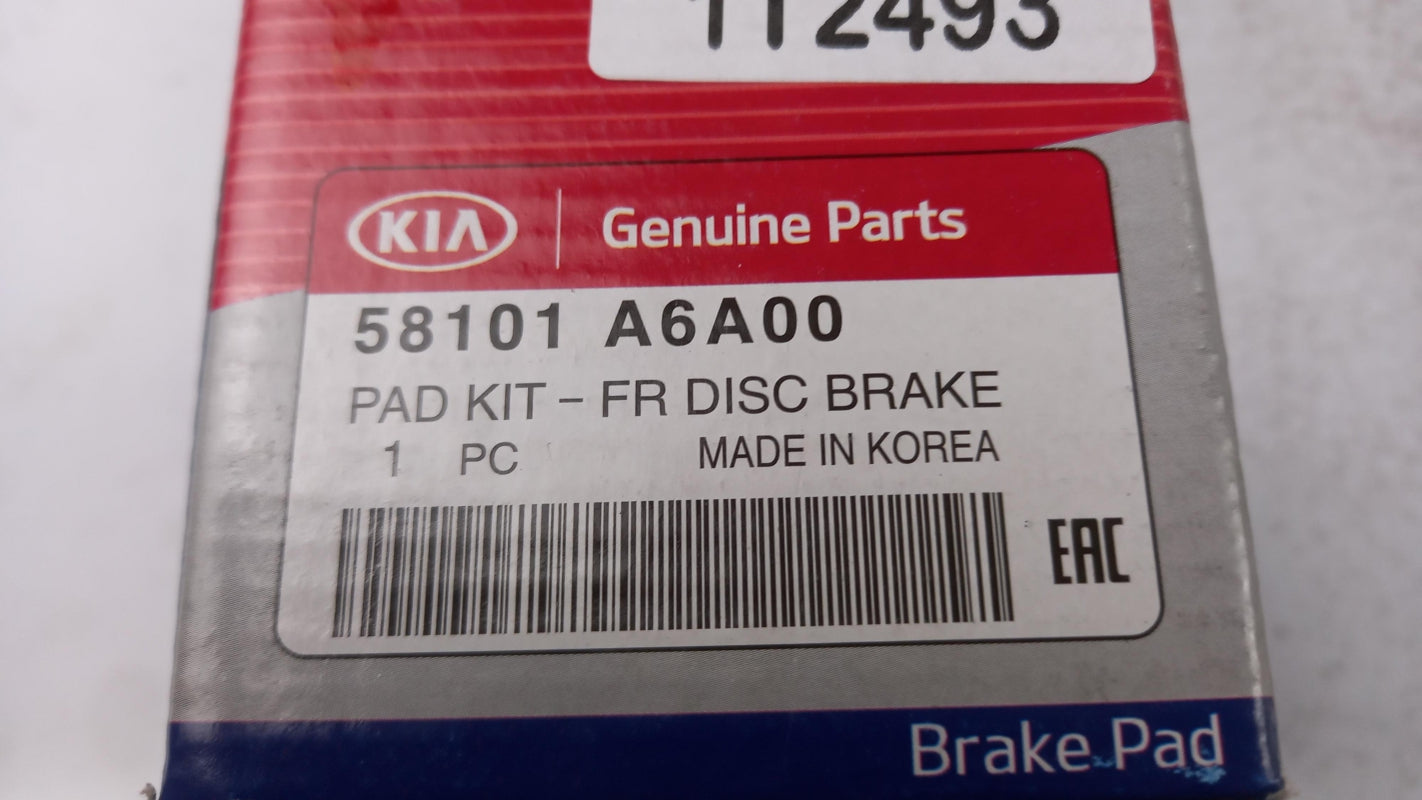 112493
KIA Genuine Parts
58101 A6A00
PAD KIT – FR DISC BRAKE
1 PC MADE IN KOREA
EAC
Brake Pad